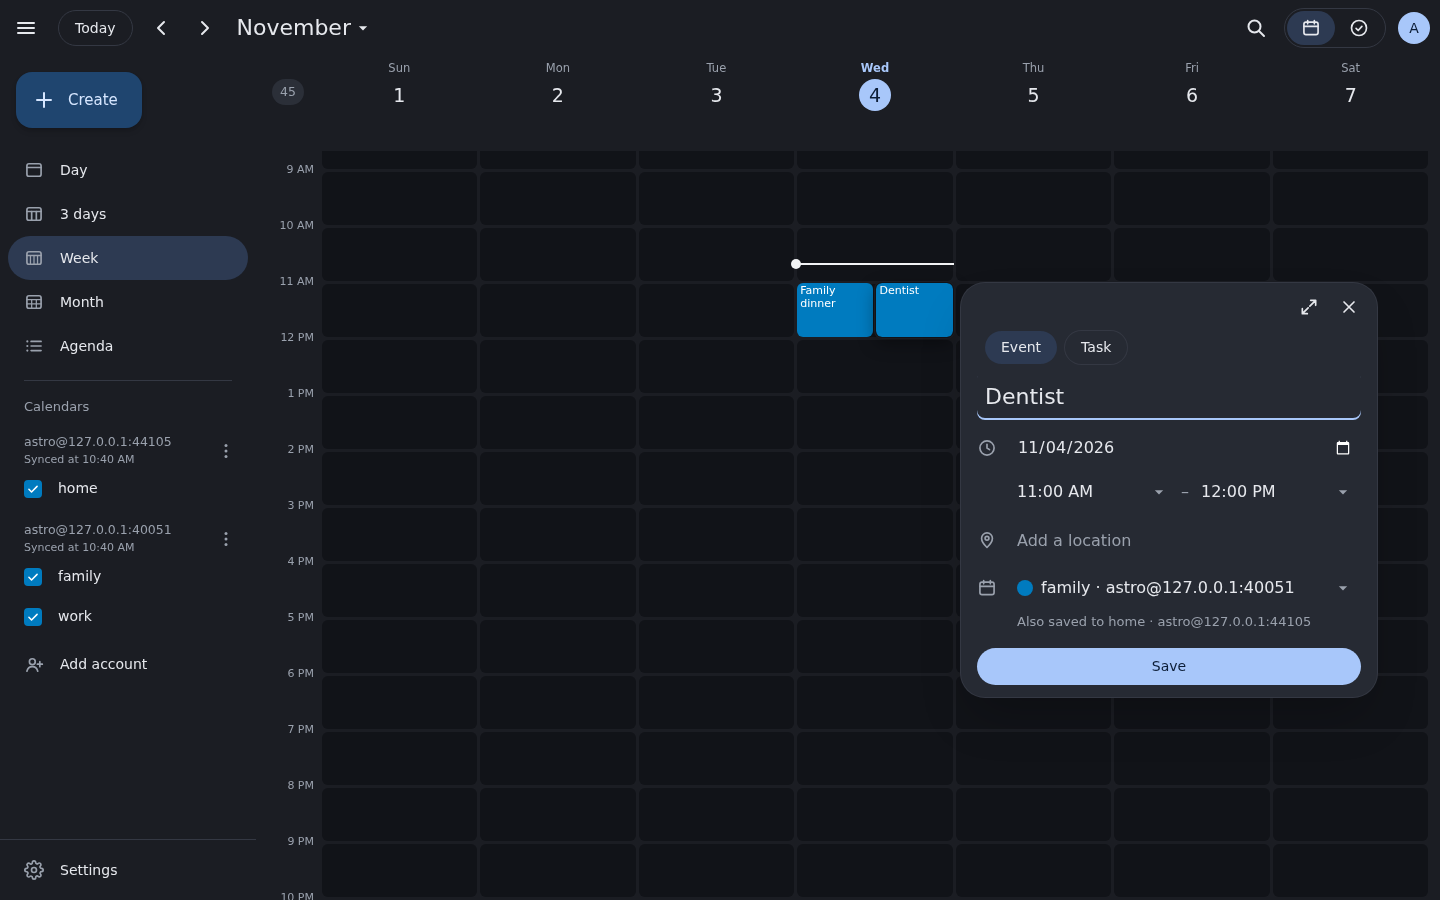 Today
November
A
Create
Day
3 days
Week
Month
Agenda
Calendars
astro@127.0.0.1:44105
Synced at 10:40 AM
home
astro@127.0.0.1:40051
Synced at 10:40 AM
family
work
Add account
Settings
45
Sun
1
Mon
2
Tue
3
Wed
4
Thu
5
Fri
6
Sat
7
9 AM
10 AM
11 AM
12 PM
1 PM
2 PM
3 PM
4 PM
5 PM
6 PM
7 PM
8 PM
9 PM
10 PM
Family
dinner
Dentist
Event
Task
Dentist
11/04/2026
11:00 AM – 12:00 PM
Add a location
family · astro@127.0.0.1:40051
Also saved to home · astro@127.0.0.1:44105
Save